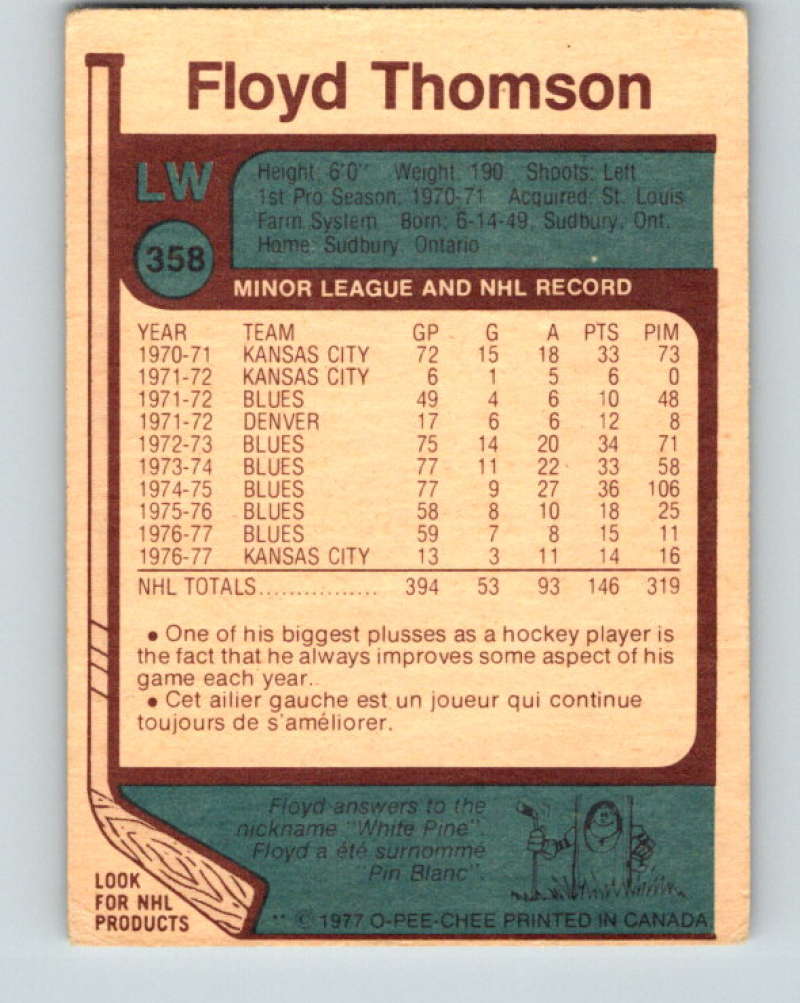 Floyd Thomson
LW
358
Height: 6'0" Weight: 190 Shoots: Left
1st Pro Season: 1970-71 Acquired: St. Louis
Farm System Born: 6-14-49, Sudbury, Ont.
Home: Sudbury, Ontario
MINOR LEAGUE AND NHL RECORD
YEAR TEAM GP G A PTS PIM
1970-71 KANSAS CITY 72 15 18 33 73
1971-72 KANSAS CITY 6 1 5 6 0
1971-72 BLUES 49 4 6 10 48
1971-72 DENVER 17 6 6 12 8
1972-73 BLUES 75 14 20 34 71
1973-74 BLUES 77 11 22 33 58
1974-75 BLUES 77 9 27 36 106
1975-76 BLUES 58 8 10 18 25
1976-77 BLUES 59 7 8 15 11
1976-77 KANSAS CITY 13 3 11 14 16
NHL TOTALS................ 394 53 93 146 319
• One of his biggest plusses as a hockey player is
the fact that he always improves some aspect of his
game each year.
• Cet ailier gauche est un joueur qui continue
toujours de s'améliorer.
Floyd answers to the
nickname "White Pine".
Floyd a été surnommé
"Pin Blanc".
LOOK
FOR NHL
PRODUCTS
** © 1977 O-PEE-CHEE PRINTED IN CANADA